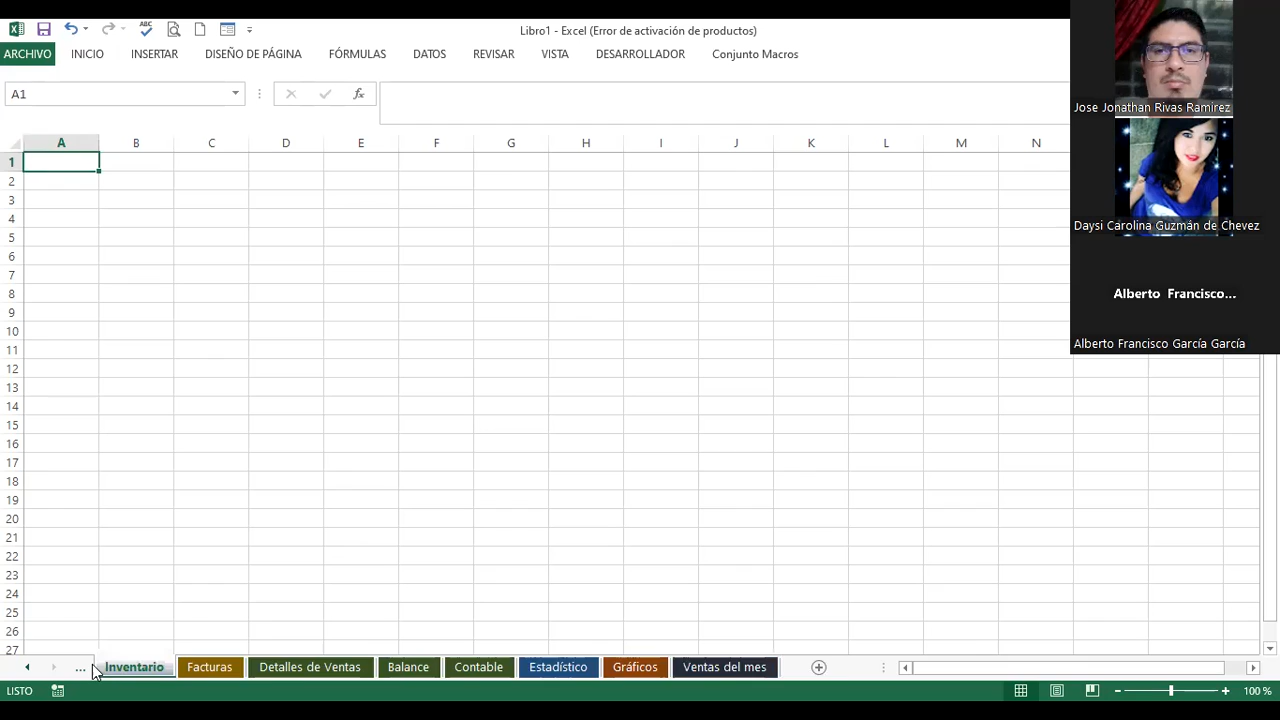 Libro1 - Excel (Error de activación de productos)
ARCHIVO INICIO INSERTAR DISEÑO DE PÁGINA FÓRMULAS DATOS REVISAR VISTA DESARROLLADOR Conjunto Macros
A1
A B C D E F G H I J K L M N
1
2
3
4
5
6
7
8
9
10
11
12
13
14
15
16
17
18
19
20
21
22
23
24
25
26
27
Jose Jonathan Rivas Ramirez
Daysi Carolina Guzmán de Chevez
Alberto Francisco...
Alberto Francisco García García
... Inventario Facturas Detalles de Ventas Balance Contable Estadístico Gráficos Ventas del mes
LISTO 100 %